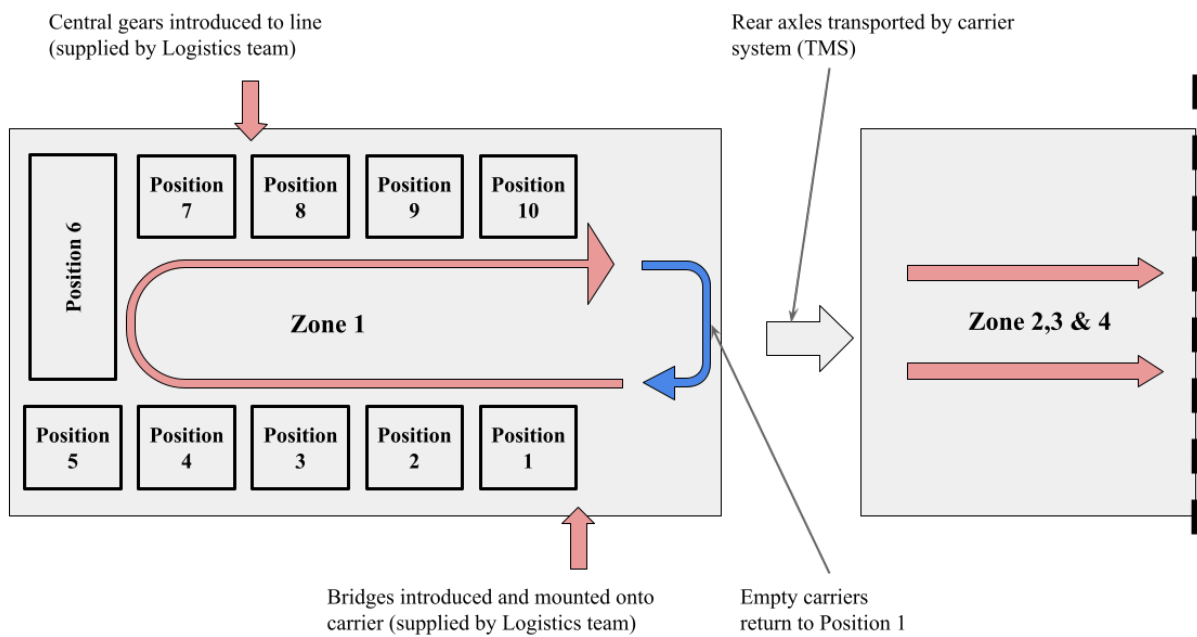 Central gears introduced to line
(supplied by Logistics team)
Rear axles transported by carrier
system (TMS)
Position 6
Position
7
Position
8
Position
9
Position
10
Zone 1
Zone 2,3 & 4
Position
5
Position
4
Position
3
Position
2
Position
1
Bridges introduced and mounted onto
carrier (supplied by Logistics team)
Empty carriers
return to Position 1